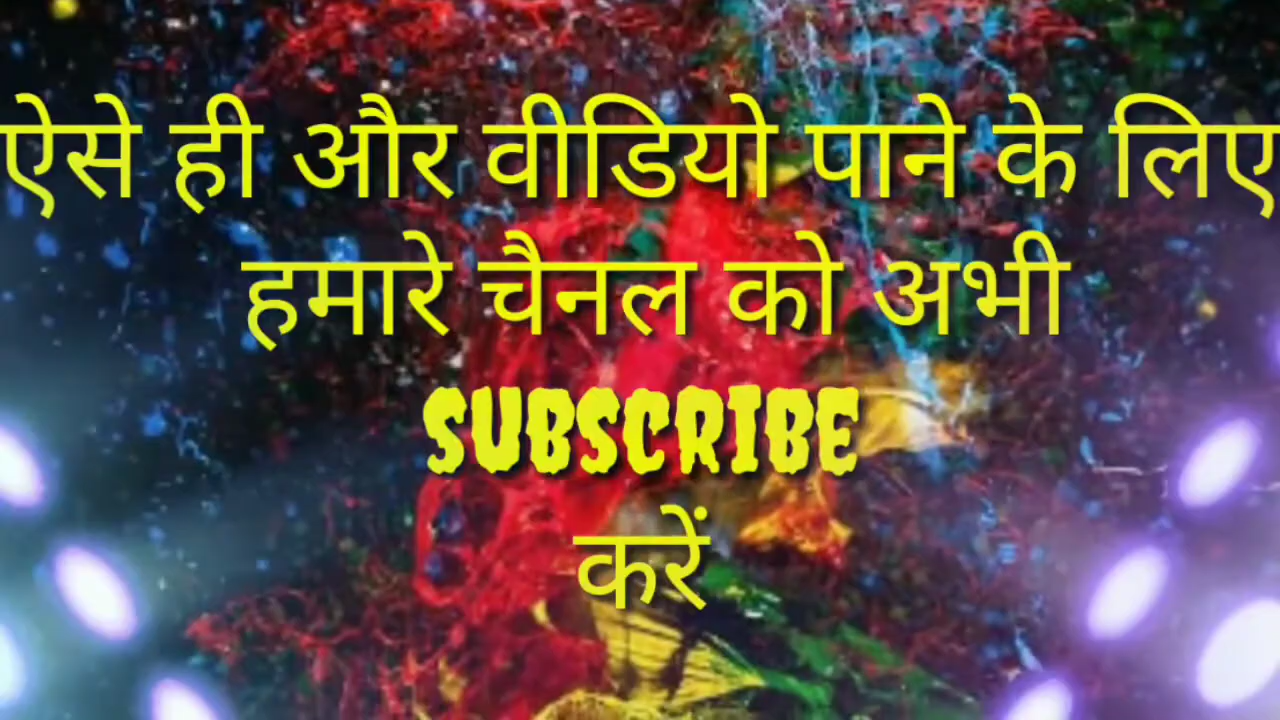 ऐसे ही और वीडियो पाने के लिए
हमारे चैनल को अभी
SUBSCRIBE
करें